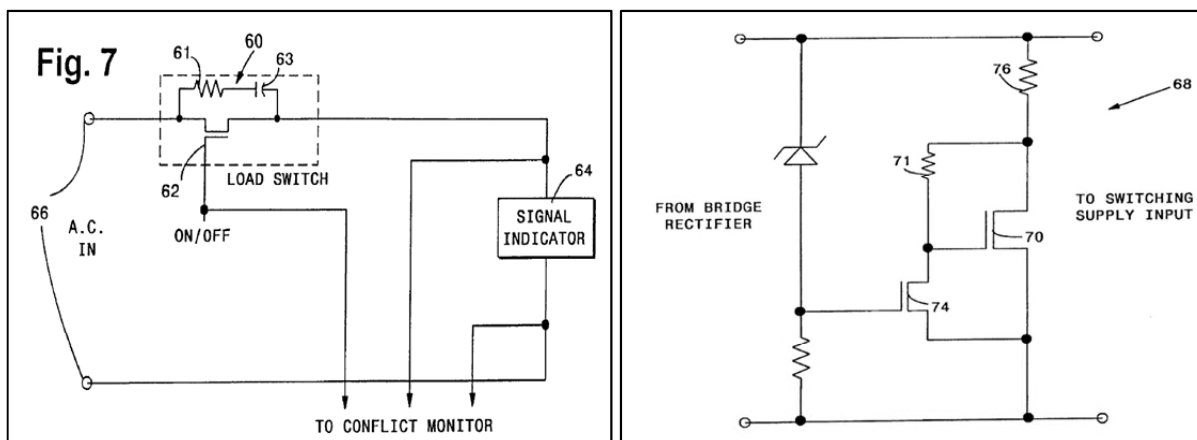 Fig. 7
61
60
63
62
LOAD SWITCH
64
SIGNAL
INDICATOR
66
A.C.
IN
ON/OFF
TO CONFLICT MONITOR
76
68
71
FROM BRIDGE
RECTIFIER
TO SWITCHING
SUPPLY INPUT
70
74